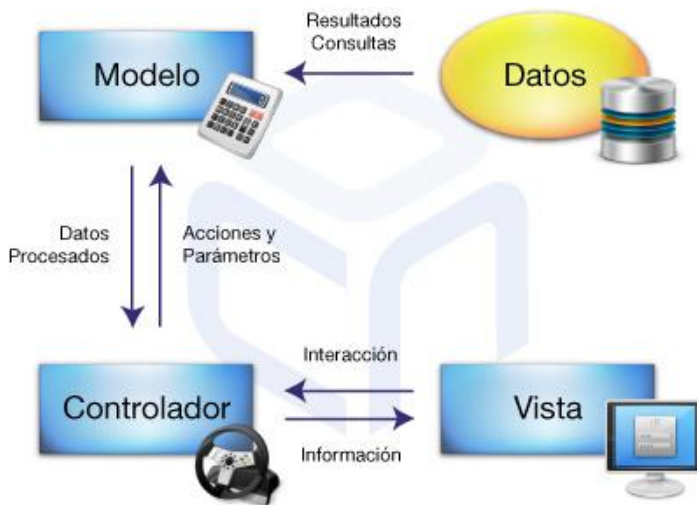 Resultados
Consultas
Modelo
Datos
Datos
Procesados
Acciones y
Parámetros
Interacción
Controlador
Vista
Información